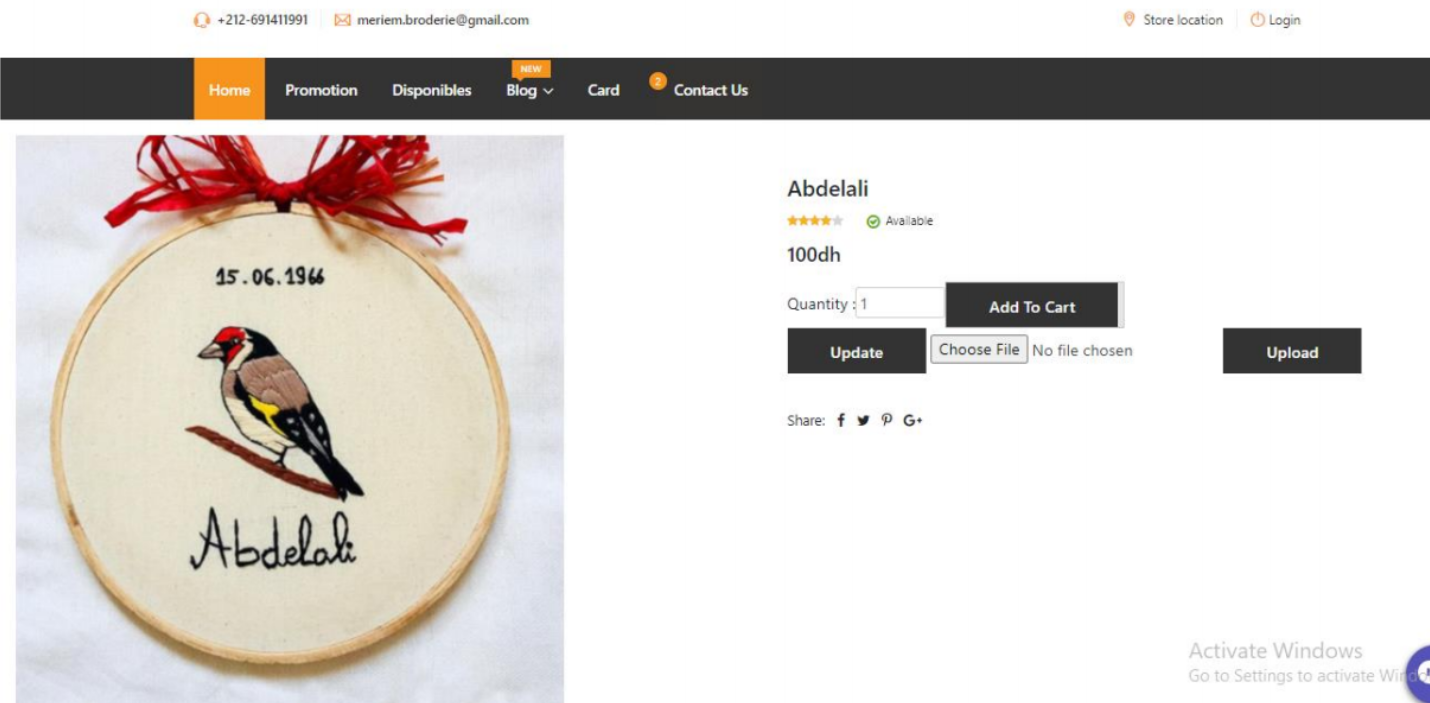 +212-691411991 meriem.broderie@gmail.com Store location Login
NEW
Home Promotion Disponibles Blog Card 2 Contact Us
15.06.1966
Abdelali
Abdelali
Available
100dh
Quantity : 1 Add To Cart
Update Choose File No file chosen Upload
Share: f G+
Activate Windows
Go to Settings to activate